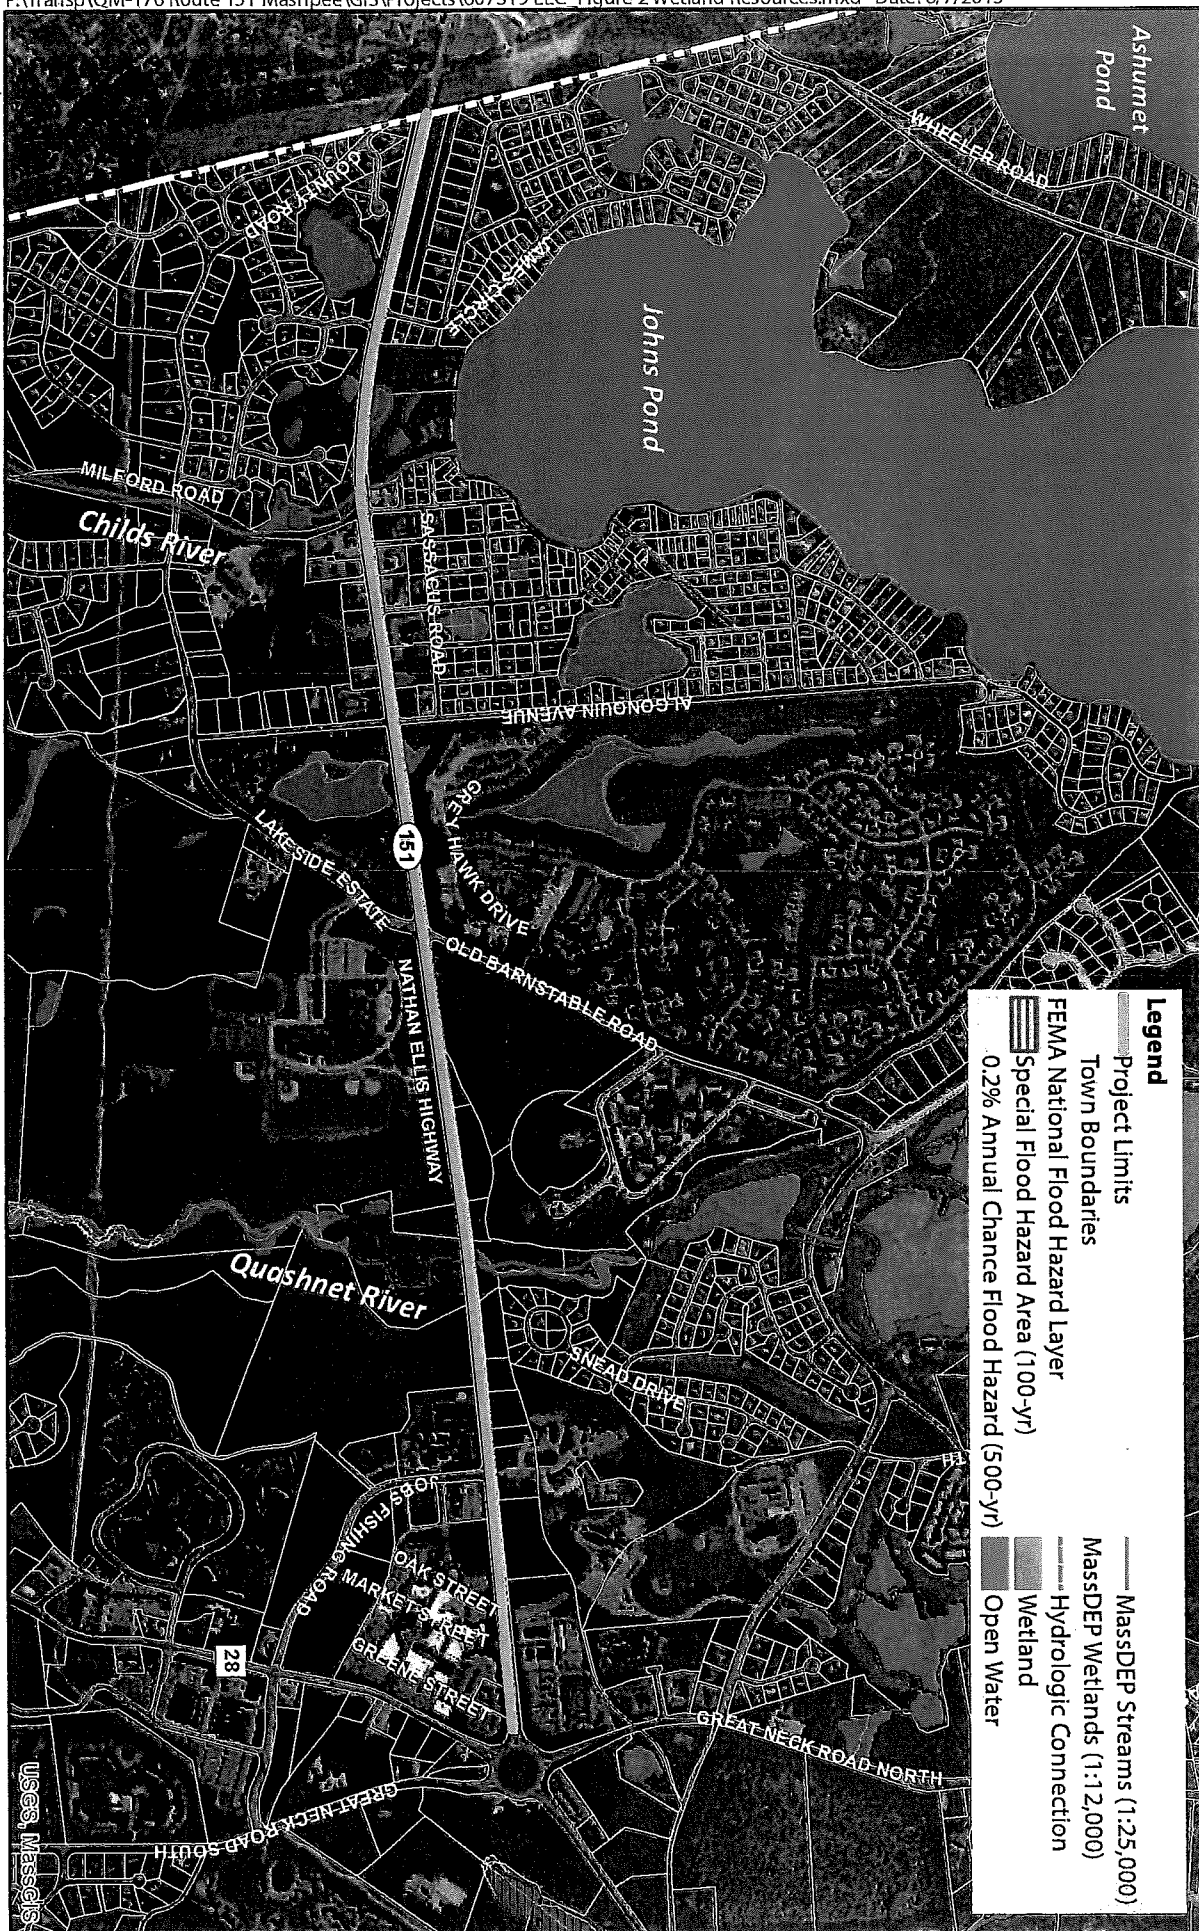 Ashumet
Pond
WHEELER ROAD
Johns Pond
COUNTY ROAD
JAMES CIRCLE
MILFORD ROAD
Childs River
SASSACUS ROAD
ALGONQUIN AVENUE
GREY HAWK DRIVE
151
LAKESIDE ESTATE
OLD BARNSTABLE ROAD
NATHAN ELLIS HIGHWAY
Quashnet River
SNEAD DRIVE
JOBS FISHING ROAD
OAK STREET
MARKET STREET
GREENE STREET
28
GREAT NECK ROAD NORTH
GREAT NECK ROAD SOUTH
Legend
Project Limits
Town Boundaries
FEMA National Flood Hazard Layer
Special Flood Hazard Area (100-yr)
0.2% Annual Chance Flood Hazard (500-yr)
MassDEP Streams (1:25,000)
MassDEP Wetlands (1:12,000)
Hydrologic Connection
Wetland
Open Water
USGS, MassGIS